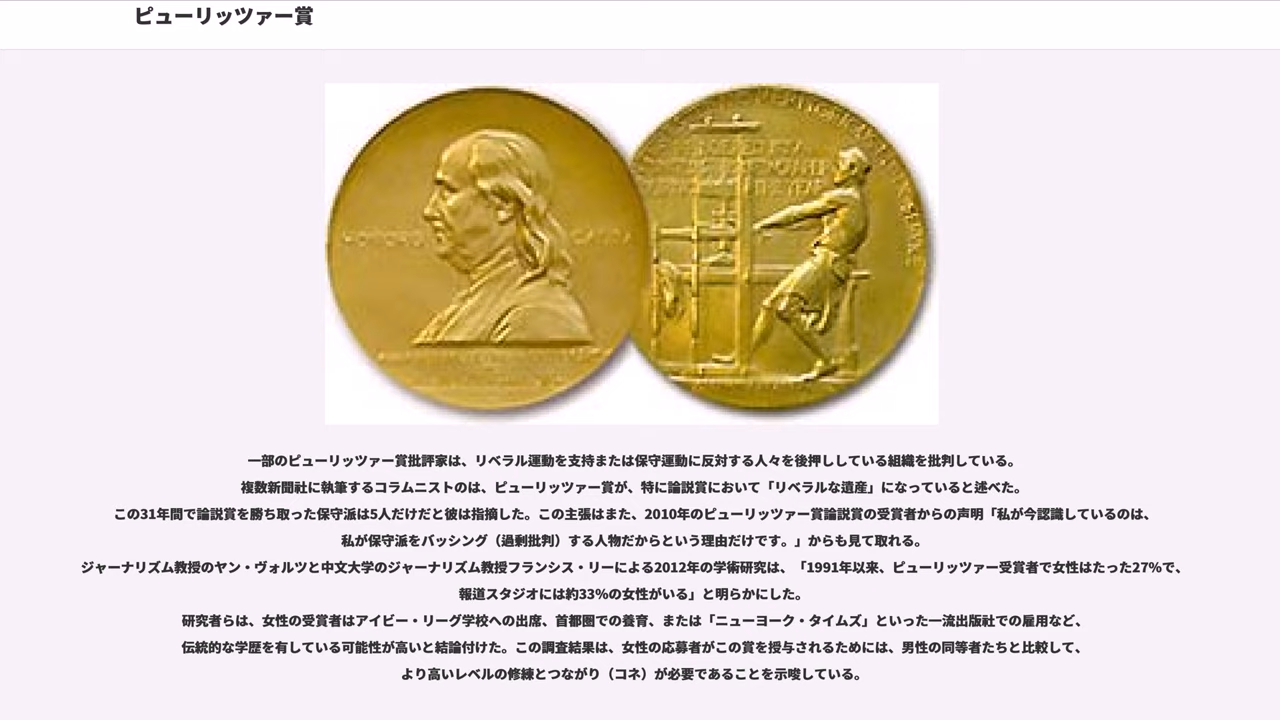 ピューリッツァー賞
一部のピューリッツァー賞批評家は、リベラル運動を支持または保守運動に反対する人々を後押ししている組織を批判している。
複数新聞社に執筆するコラムニストのは、ピューリッツァー賞が、特に論説賞において「リベラルな遺産」になっていると述べた。
この31年間で論説賞を勝ち取った保守派は5人だけだと彼は指摘した。この主張はまた、2010年のピューリッツァー賞論説賞の受賞者からの声明「私が今認識しているのは、
私が保守派をバッシング（過剰批判）する人物だからという理由だけです。」からも見て取れる。
ジャーナリズム教授のヤン・ヴォルツと中文大学のジャーナリズム教授フランシス・リーによる2012年の学術研究は、「1991年以来、ピューリッツァー受賞者で女性はたった27%で、
報道スタジオには約33%の女性がいる」と明らかにした。
研究者らは、女性の受賞者はアイビー・リーグ学校への出席、首都圏での養育、または「ニューヨーク・タイムズ」といった一流出版社での雇用など、
伝統的な学歴を有している可能性が高いと結論付けた。この調査結果は、女性の応募者がこの賞を授与されるためには、男性の同等者たちと比較して、
より高いレベルの修練とつながり（コネ）が必要であることを示唆している。